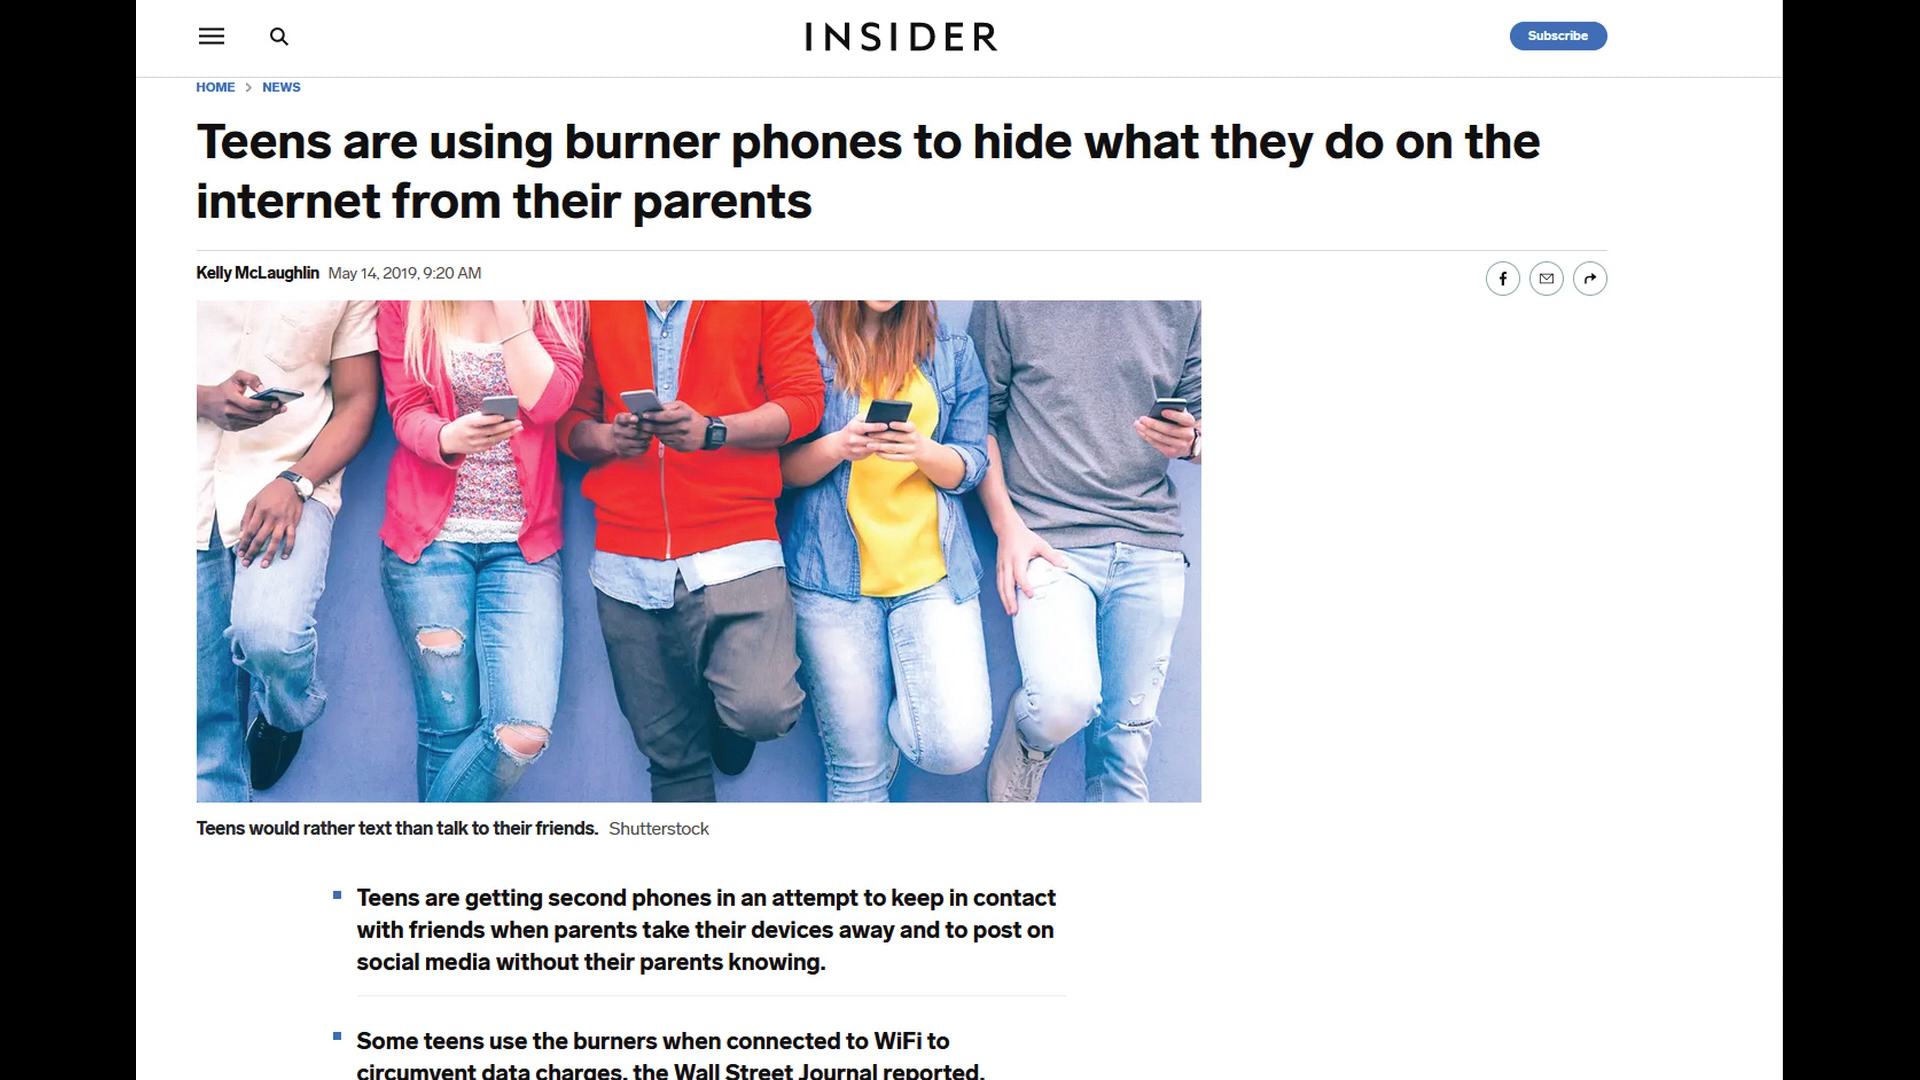 INSIDER
Subscribe
HOME > NEWS
Teens are using burner phones to hide what they do on the
internet from their parents
Kelly McLaughlin May 14, 2019, 9:20 AM
Teens would rather text than talk to their friends. Shutterstock
Teens are getting second phones in an attempt to keep in contact
with friends when parents take their devices away and to post on
social media without their parents knowing.
Some teens use the burners when connected to WiFi to
circumvent data charges, the Wall Street Journal reported.